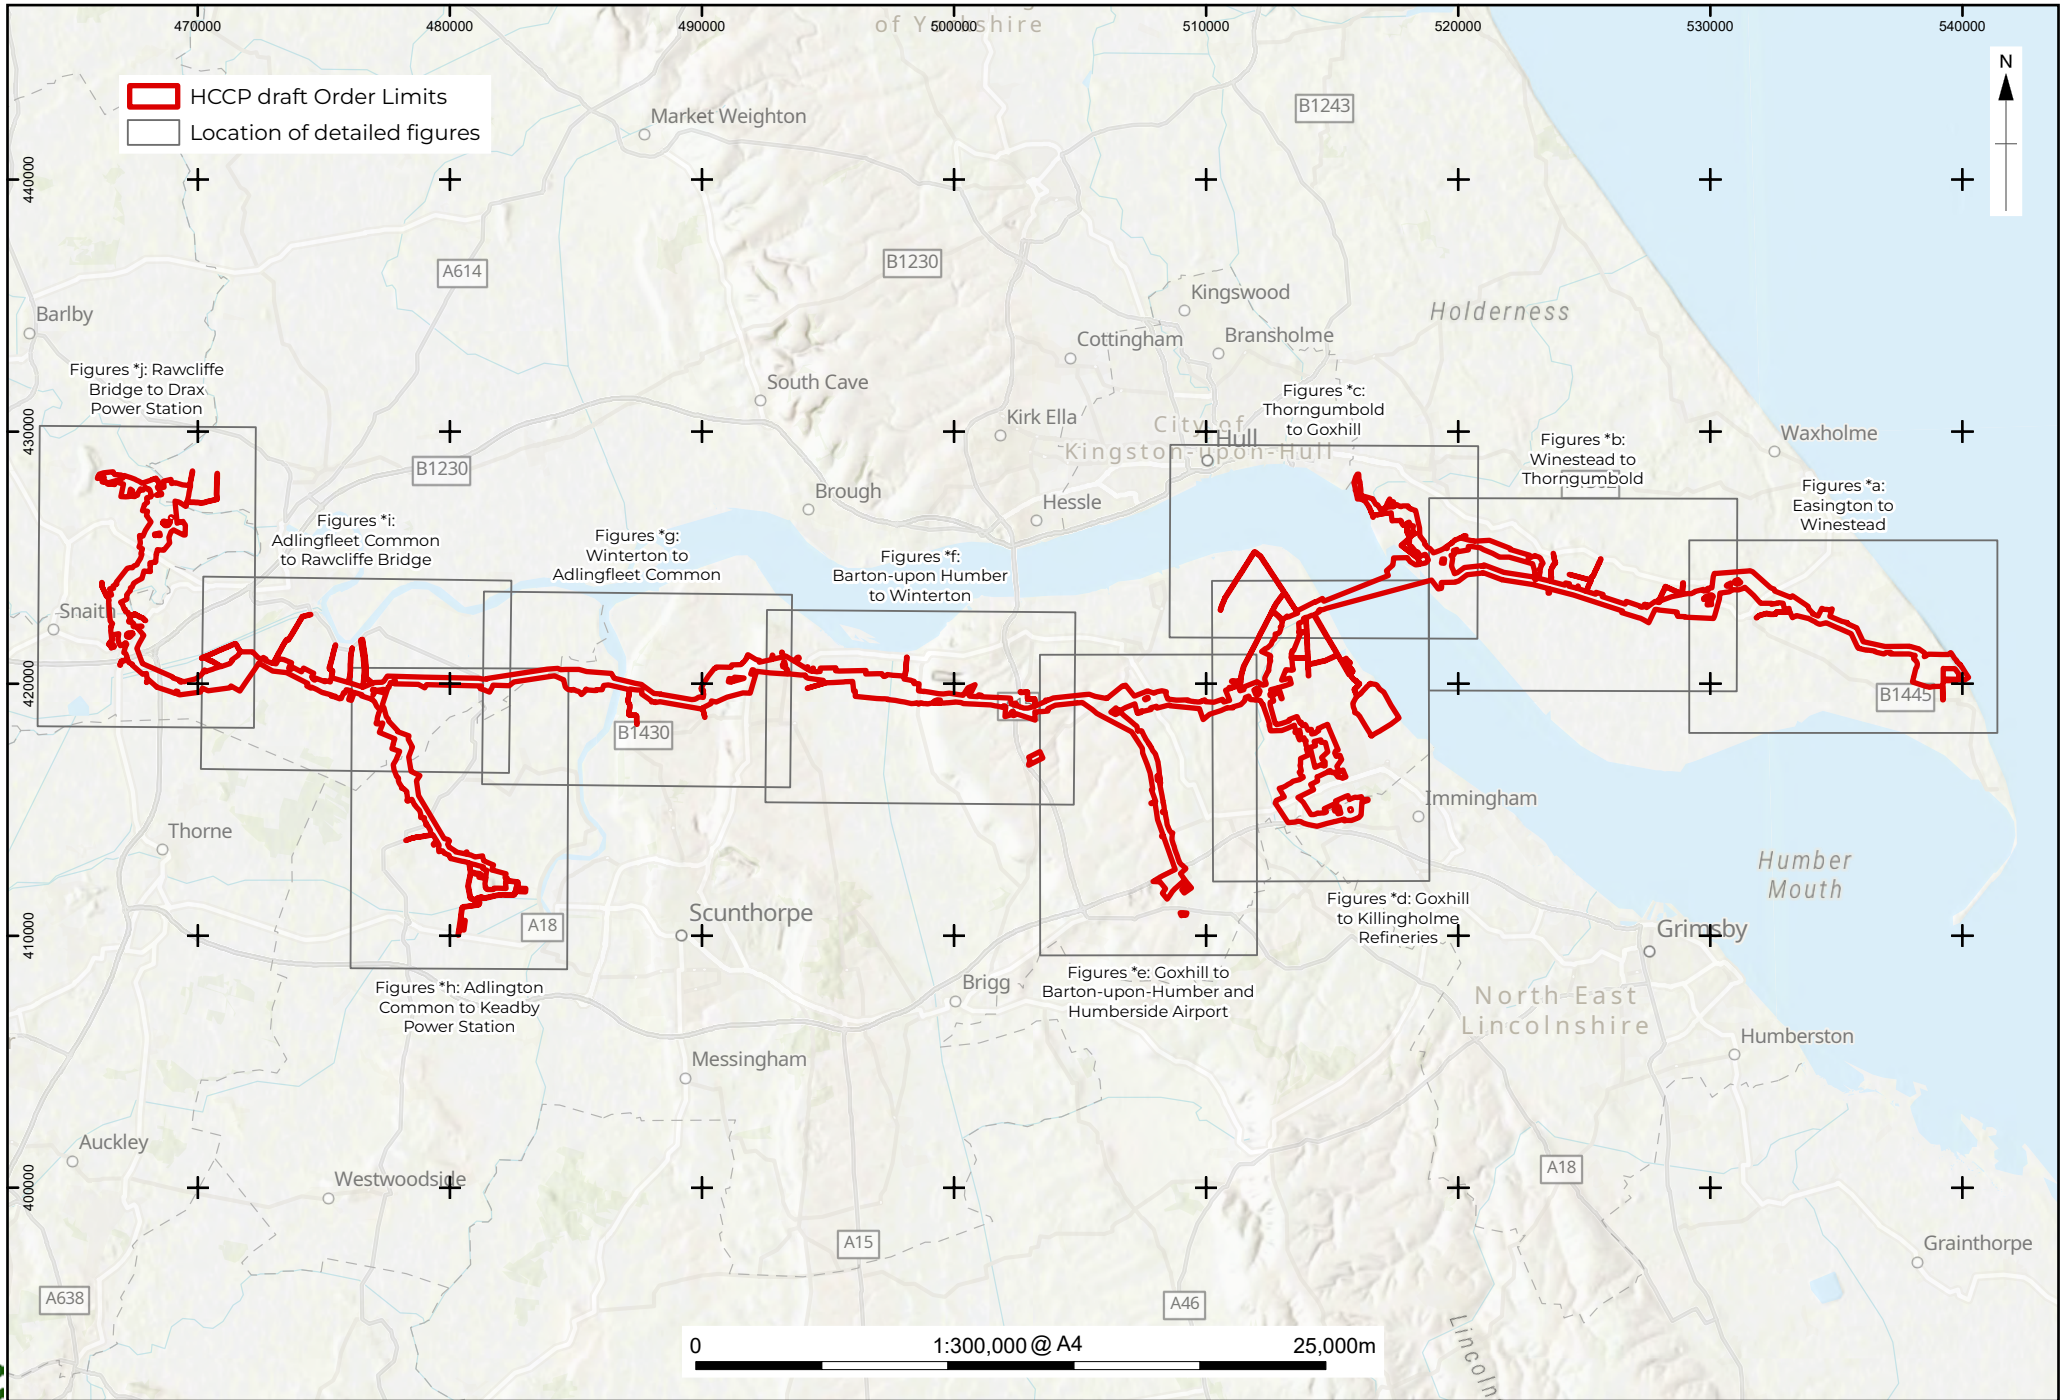 470000
480000
490000
500000
510000
520000
530000
540000
of Yorkshire
N
HCCP draft Order Limits
Location of detailed figures
Market Weighton
B1243
440000
A614
B1230
Kingswood
Holderness
Barlby
Cottingham
Bransholme
Figures *j: Rawcliffe
Bridge to Drax
Power Station
South Cave
Figures *c:
Thorngumbold
to Goxhill
Kirk Ella
City of
Kingston-upon-Hull
Hull
430000
Waxholme
Figures *b:
Winestead to
Thorngumbold
B1230
Brough
Hessle
Figures *a:
Easington to
Winestead
Figures *i:
Adlingfleet Common
to Rawcliffe Bridge
Figures *g:
Winterton to
Adlingfleet Common
Figures *f:
Barton-upon Humber
to Winterton
Snaith
420000
B1445
B1430
Immingham
Thorne
Humber
Mouth
Scunthorpe
A18
Figures *d: Goxhill
to Killingholme
Refineries
Grimsby
410000
Figures *h: Adlington
Common to Keadby
Power Station
Brigg
Figures *e: Goxhill to
Barton-upon-Humber and
Humberside Airport
North East
Lincolnshire
Humberston
Messingham
Auckley
Westwoodside
A18
400000
A15
Grainthorpe
A638
A46
Lincoln
0
1:300,000 @ A4
25,000m